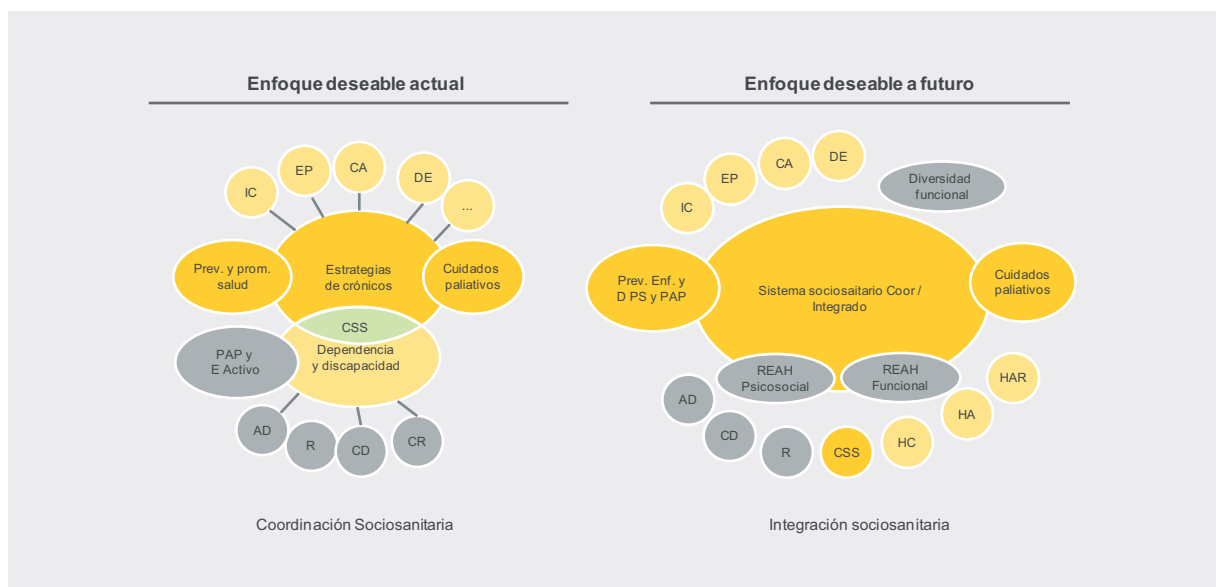 Enfoque deseable actual
IC
EP
CA
DE
...
Prev. y prom.
salud
Estrategias
de crónicos
Cuidados
paliativos
CSS
PAP y
E Activo
Dependencia
y discapacidad
AD
R
CD
CR
Coordinación Sociosanitaria
Enfoque deseable a futuro
IC
EP
CA
DE
Diversidad
funcional
Prev. Enf. y
D PS y PAP
Sistema sociosaitario Coor /
Integrado
Cuidados
paliativos
REAH
Psicosocial
REAH
Funcional
AD
CD
R
CSS
HC
HA
HAR
Integración sociosanitaria